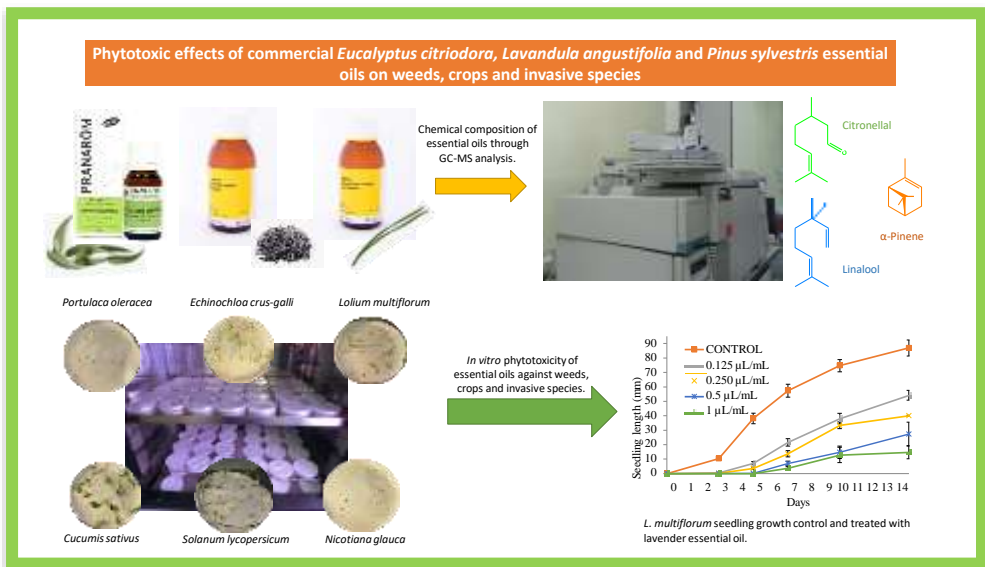 Phytotoxic effects of commercial Eucalyptus citriodora, Lavandula angustifolia and Pinus sylvestris essential
oils on weeds, crops and invasive species
PRANARŌM
Chemical composition of
essential oils through
GC-MS analysis.
Citronellal
α-Pinene
Linalool
Portulaca oleracea
Echinochloa crus-galli
Lolium multiflorum
In vitro phytotoxicity of
essential oils against weeds,
crops and invasive species.
Cucumis sativus
Solanum lycopersicum
Nicotiana glauca
Seedling length (mm)
90
80
70
60
50
40
30
20
10
0
CONTROL
0.125 µL/mL
0.250 µL/mL
0.5 µL/mL
1 µL/mL
0 2 3 4 5 6 7 8 9 10 11 12 13 14
Days
L. multiflorum seedling growth control and treated with
lavender essential oil.